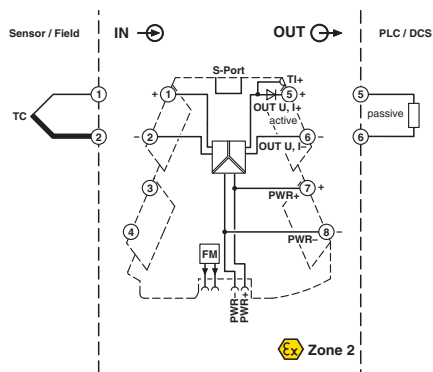 Sensor / Field
IN
OUT
PLC / DCS
S-Port
TI+
1
+
1
5
+
5
OUT U, I+
active
TC
passive
2
–
2
6
–
6
OUT U, I–
3
7
+
PWR+
4
8
–
PWR–
FM
PWR–
PWR+
Ex
Zone 2